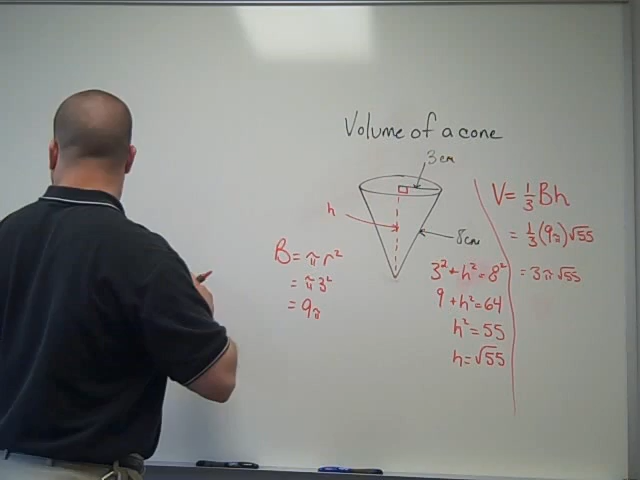 Volume of a cone
3cm
h
8cm
B = πr²
= π3²
= 9π
3² + h² = 8²
9 + h² = 64
h² = 55
h = √55
V = 1/3 Bh
= 1/3 (9π) √55
= 3π √55